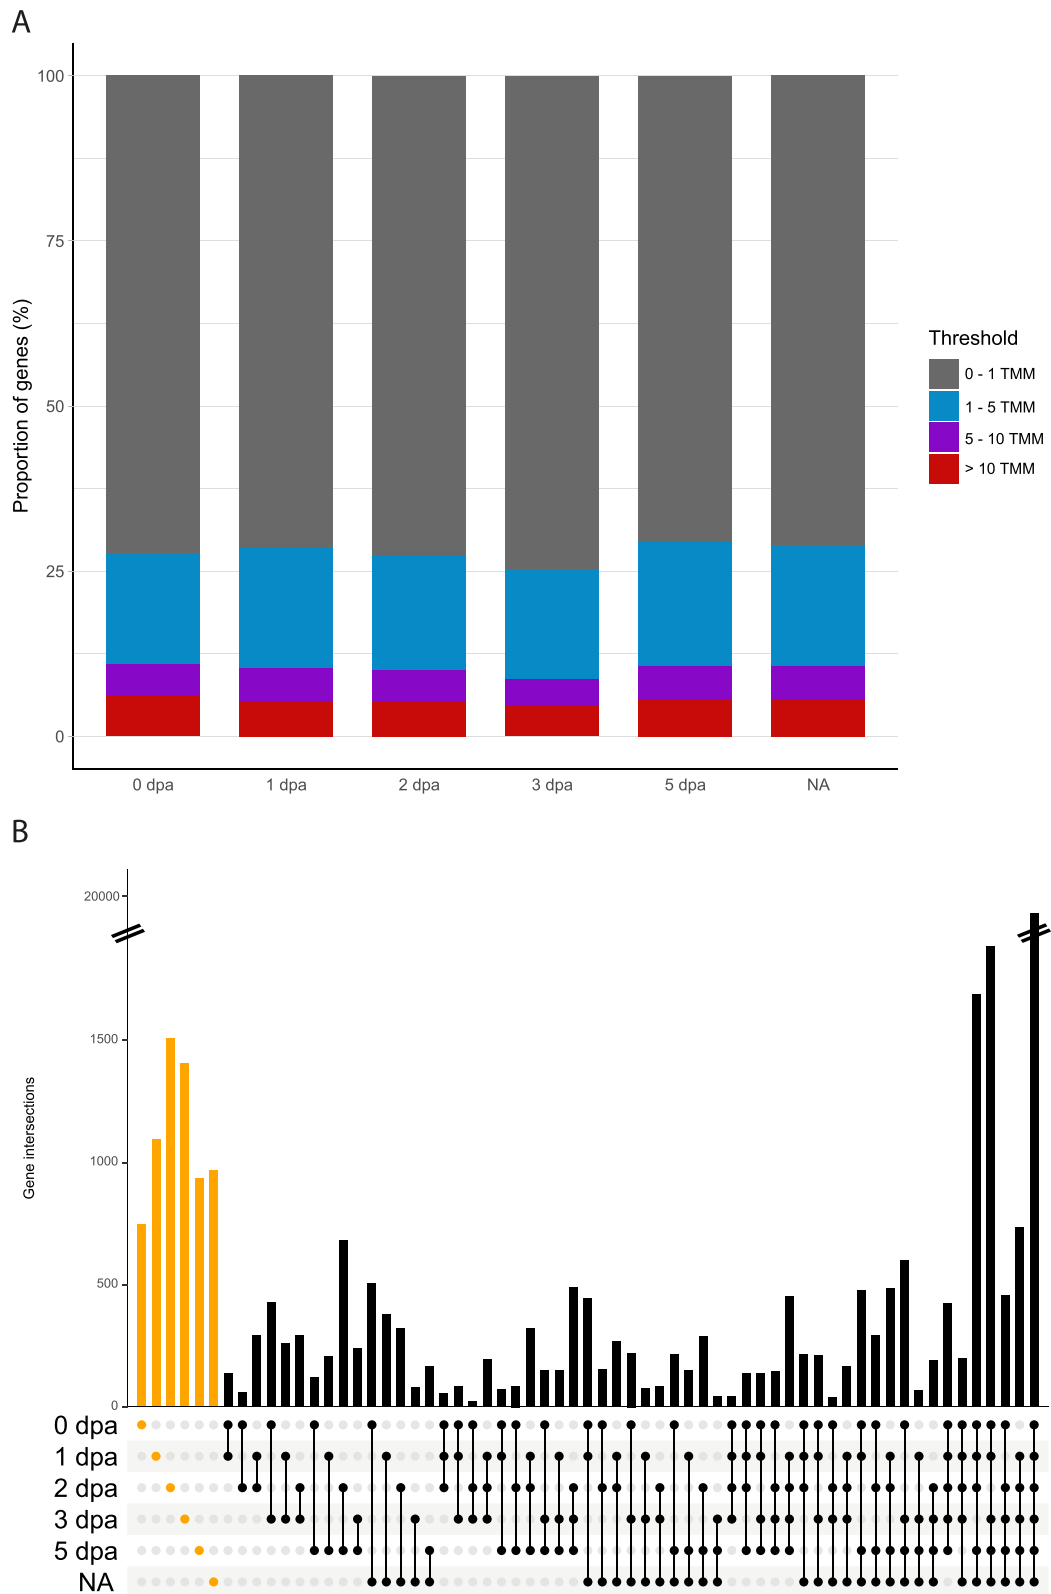 A
100
75
50
25
0
Proportion of genes (%)
0 dpa
1 dpa
2 dpa
3 dpa
5 dpa
NA
Threshold
0 - 1 TMM
1 - 5 TMM
5 - 10 TMM
> 10 TMM
B
20000
1500
1000
500
0
Gene intersections
0 dpa
1 dpa
2 dpa
3 dpa
5 dpa
NA